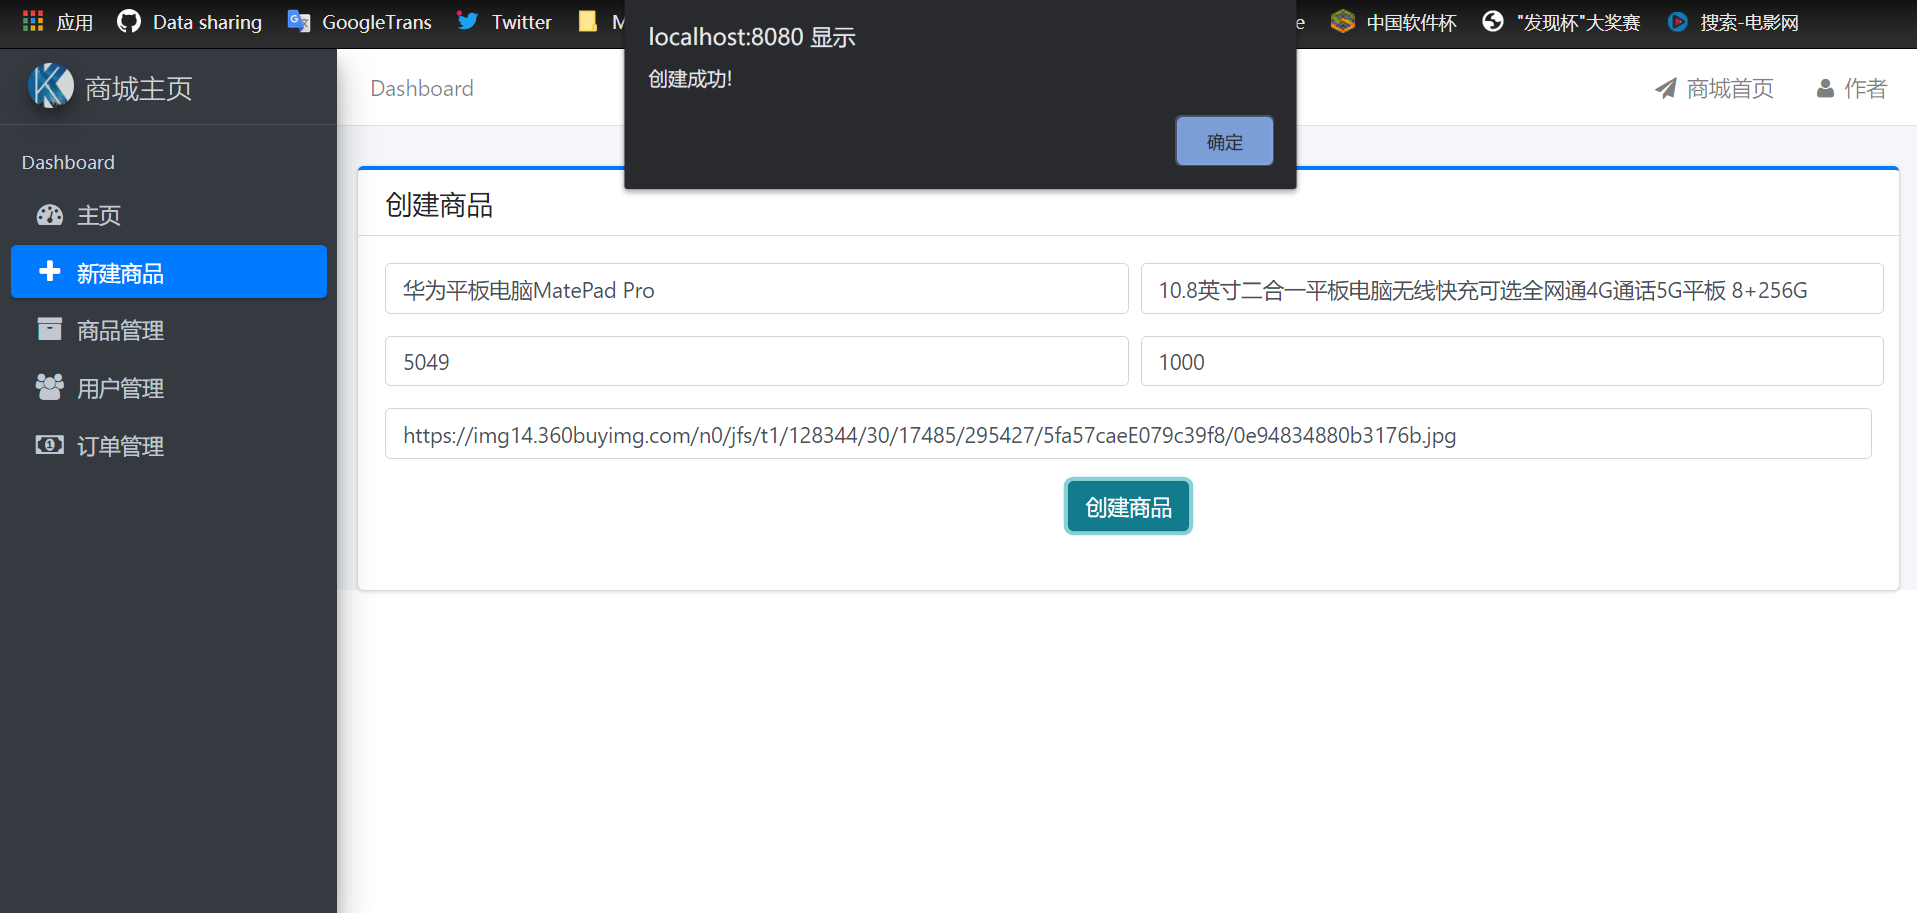 应用 Data sharing GoogleTrans Twitter 中国软件杯 "发现杯"大奖赛 搜索-电影网
localhost:8080 显示
创建成功!
确定
商城主页
Dashboard
主页
新建商品
商品管理
用户管理
订单管理
Dashboard 商城首页 作者
创建商品
华为平板电脑MatePad Pro 10.8英寸二合一平板电脑无线快充可选全网通4G通话5G平板 8+256G
5049 1000
https://img14.360buyimg.com/n0/jfs/t1/128344/30/17485/295427/5fa57caeE079c39f8/0e94834880b3176b.jpg
创建商品